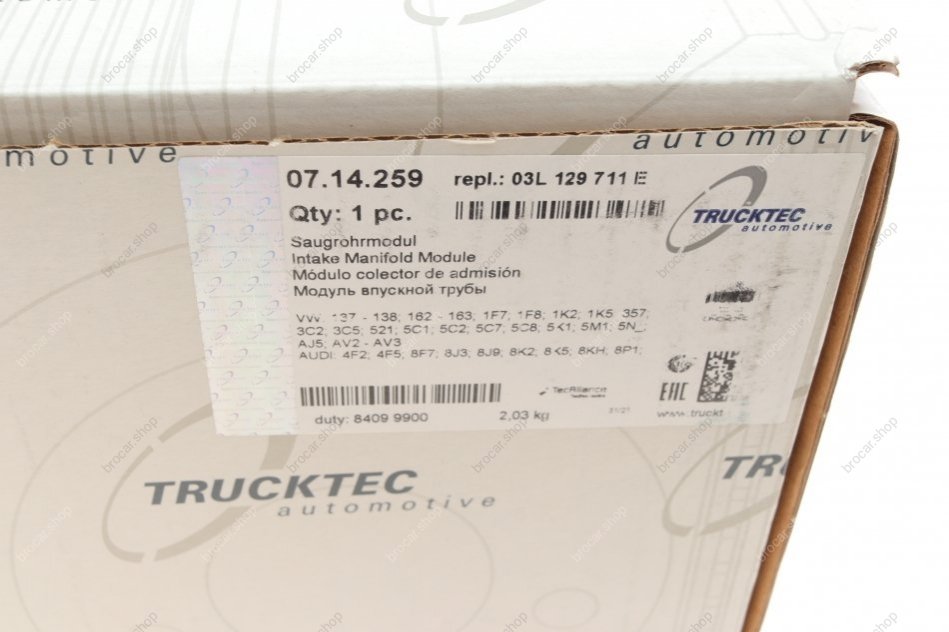 automotive
automotiv
07.14.259 repl.: 03L 129 711 E
Qty: 1 pc.
TRUCKTEC
automotive
Saugrohrmodul
Intake Manifold Module
Módulo colector de admisión
Модуль впускной трубы
VW: 137 - 138; 162 - 163; 1F7; 1F8; 1K2; 1K5; 357;
3C2; 3C5; 521; 5C1; 5C2; 5C7; 5C8; 5K1; 5M1; 5N_;
AJ5; AV2 - AV3
AUDI: 4F2; 4F5; 8F7; 8J3; 8J9; 8K2; 8K5; 8KH; 8P1;
TecAlliance
EAC
duty: 8409 9900 2,03 kg 31/21 www.truckt
TRUCKTEC
automotive
TR
brocar.shop